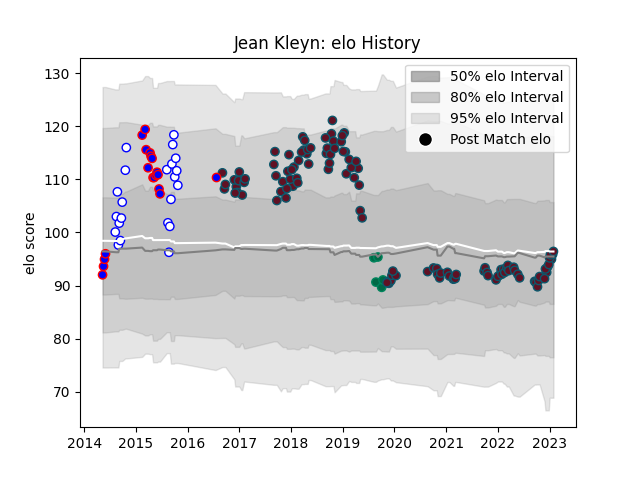 Jean Kleyn: elo History
50% elo Interval
80% elo Interval
95% elo Interval
Post Match elo
elo score
130
120
110
100
90
80
70
2014 2015 2016 2017 2018 2019 2020 2021 2022 2023